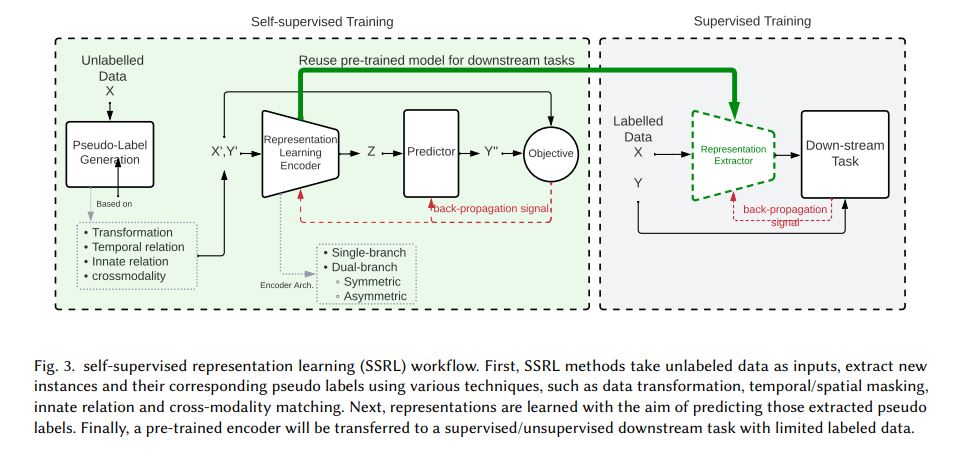 Self-supervised Training
Supervised Training
Unlabelled
Data
X
Reuse pre-trained model for downstream tasks
Pseudo-Label
Generation
Based on
• Transformation
• Temporal relation
• Innate relation
• crossmodality
X',Y'
Representation
Learning
Encoder
Z
Predictor
Y"
Objective
back-propagation signal
Encoder Arch.
• Single-branch
• Dual-branch
◦ Symmetric
◦ Asymmetric
Labelled
Data
X
Y
Representation
Extractor
Down-stream
Task
back-propagation
signal
Fig. 3. self-supervised representation learning (SSRL) workflow. First, SSRL methods take unlabeled data as inputs, extract new
instances and their corresponding pseudo labels using various techniques, such as data transformation, temporal/spatial masking,
innate relation and cross-modality matching. Next, representations are learned with the aim of predicting those extracted pseudo
labels. Finally, a pre-trained encoder will be transferred to a supervised/unsupervised downstream task with limited labeled data.